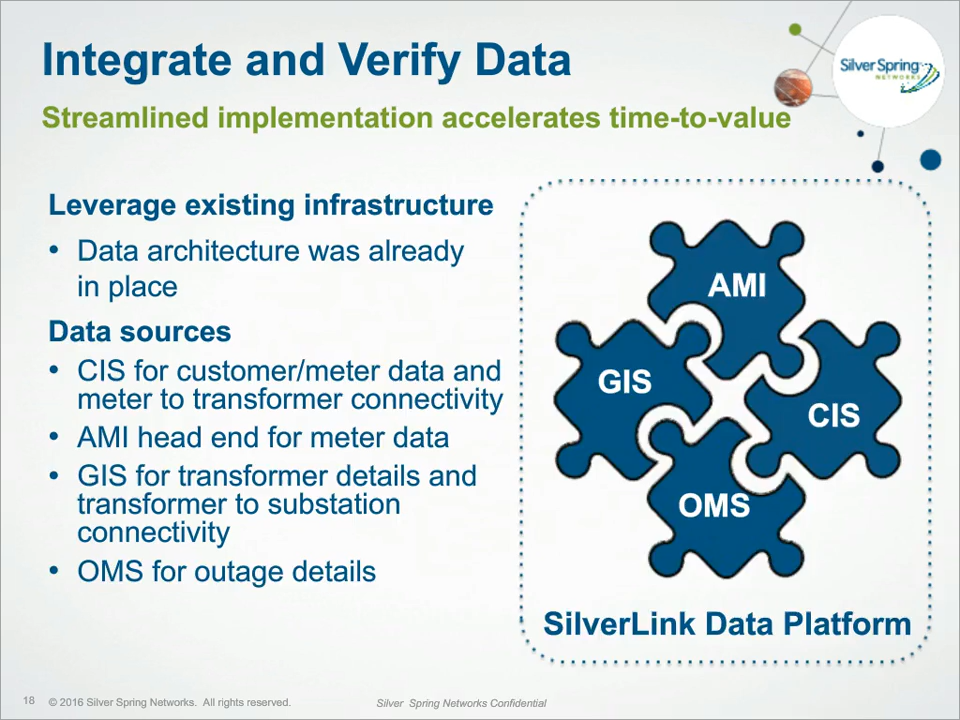 Integrate and Verify Data
Streamlined implementation accelerates time-to-value
Silver Spring
NETWORKS
Leverage existing infrastructure
• Data architecture was already
in place
Data sources
• CIS for customer/meter data and
meter to transformer connectivity
• AMI head end for meter data
• GIS for transformer details and
transformer to substation
connectivity
• OMS for outage details
AMI
GIS
CIS
OMS
SilverLink Data Platform
18 © 2016 Silver Spring Networks. All rights reserved. Silver Spring Networks Confidential